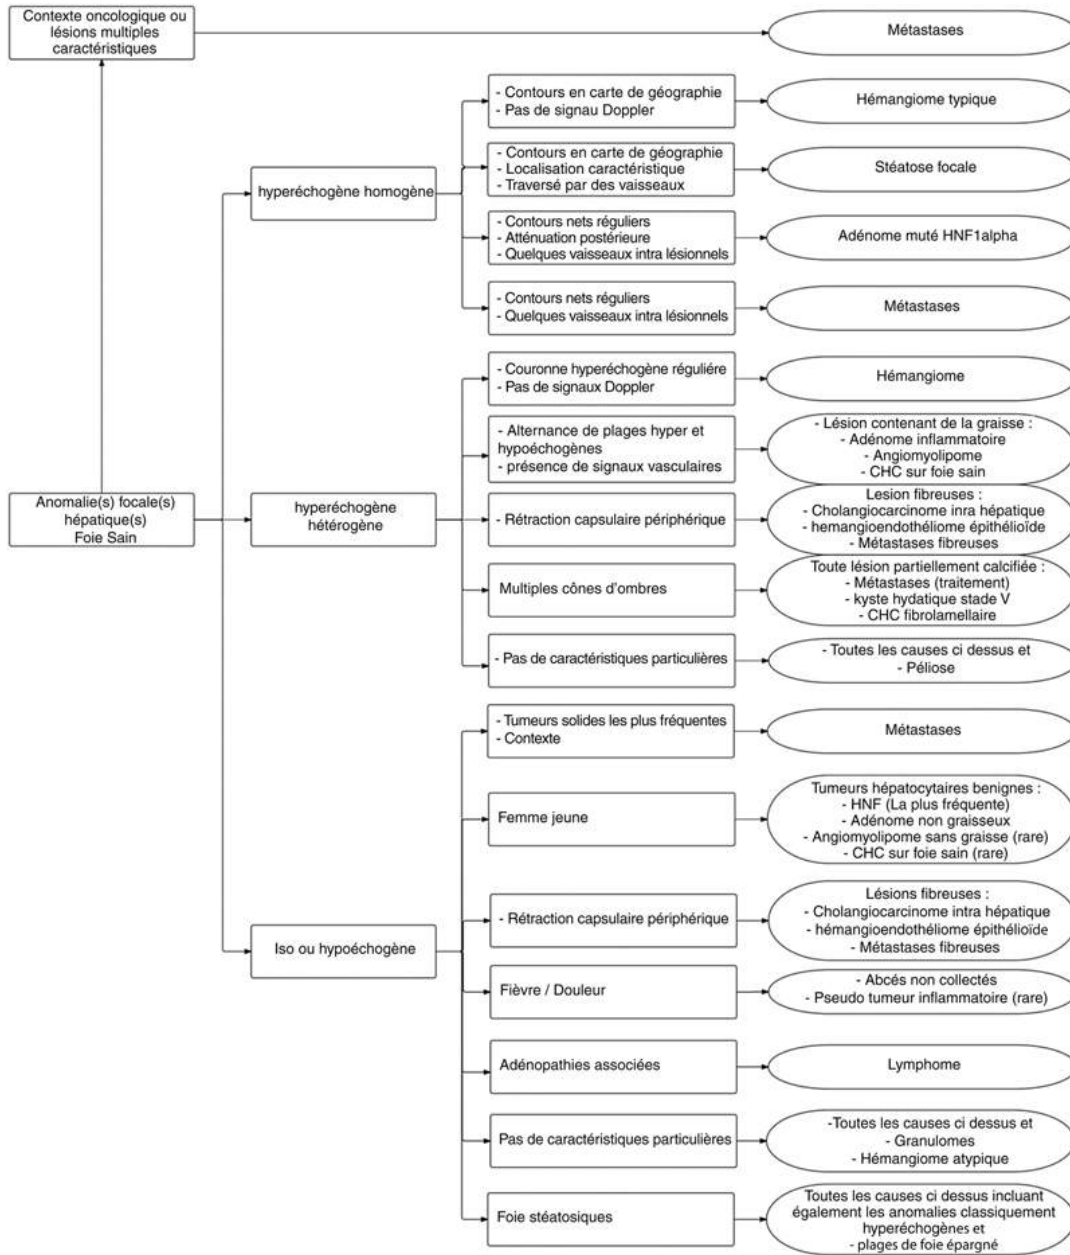 Contexte oncologique ou
lésions multiples
caractéristiques
Métastases
- Contours en carte de géographie
- Pas de signau Doppler
Hémangiome typique
hyperéchogène homogène
- Contours en carte de géographie
- Localisation caractéristique
- Traversé par des vaisseaux
Stéatose focale
- Contours nets réguliers
- Atténuation postérieure
- Quelques vaisseaux intra lésionnels
Adénome muté HNF1alpha
- Contours nets réguliers
- Quelques vaisseaux intra lésionnels
Métastases
- Couronne hyperéchogène réguliére
- Pas de signaux Doppler
Hémangiome
- Alternance de plages hyper et
hypoéchogènes
- présence de signaux vasculaires
- Lésion contenant de la graisse :
- Adénome inflammatoire
- Angiomyolipome
- CHC sur foie sain
Anomalie(s) focale(s)
hépatique(s)
Foie Sain
hyperéchogène
hétérogène
- Rétraction capsulaire périphérique
Lesion fibreuses :
- Cholangiocarcinome inra hépatique
- hemangioendothéliome épithélioïde
- Métastases fibreuses
Multiples cônes d'ombres
Toute lésion partiellement calcifiée :
- Métastases (traitement)
- kyste hydatique stade V
- CHC fibrolamellaire
- Pas de caractéristiques particulières
- Toutes les causes ci dessus et
- Péliose
- Tumeurs solides les plus fréquentes
- Contexte
Métastases
Femme jeune
Tumeurs hépatocytaires benignes :
- HNF (La plus fréquente)
- Adénome non graisseux
- Angiomyolipome sans graisse (rare)
- CHC sur foie sain (rare)
Iso ou hypoéchogène
- Rétraction capsulaire périphérique
Lésions fibreuses :
- Cholangiocarcinome intra hépatique
- hémangioendothéliome épithélioïde
- Métastases fibreuses
Fièvre / Douleur
- Abcés non collectés
- Pseudo tumeur inflammatoire (rare)
Adénopathies associées
Lymphome
Pas de caractéristiques particulières
-Toutes les causes ci dessus et
- Granulomes
- Hémangiome atypique
Foie stéatosiques
Toutes les causes ci dessus incluant
également les anomalies classiquement
hyperéchogènes et
- plages de foie épargné